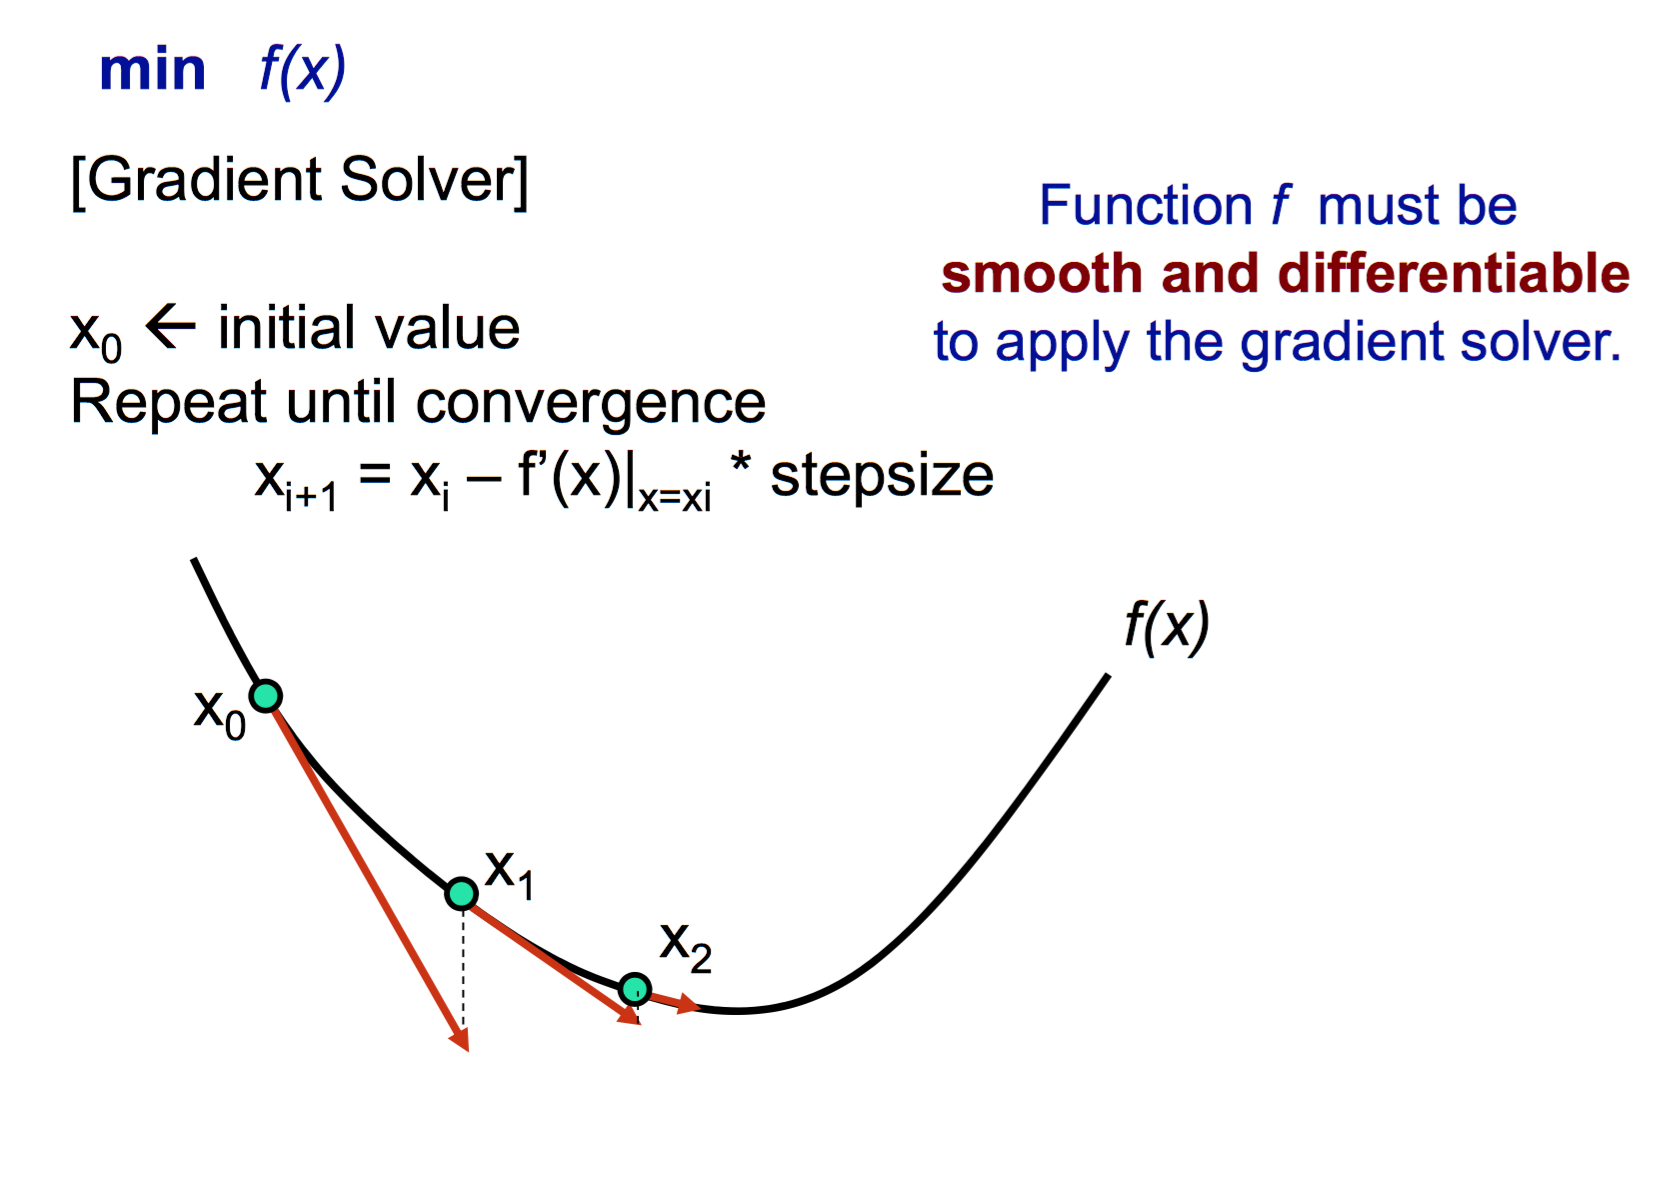 min f(x)
[Gradient Solver]
Function f must be
smooth and differentiable
to apply the gradient solver.
x₀ ← initial value
Repeat until convergence
xᵢ₊₁ = xᵢ – f’(x)|ₓ₌ₓᵢ * stepsize
f(x)
x₀
x₁
x₂